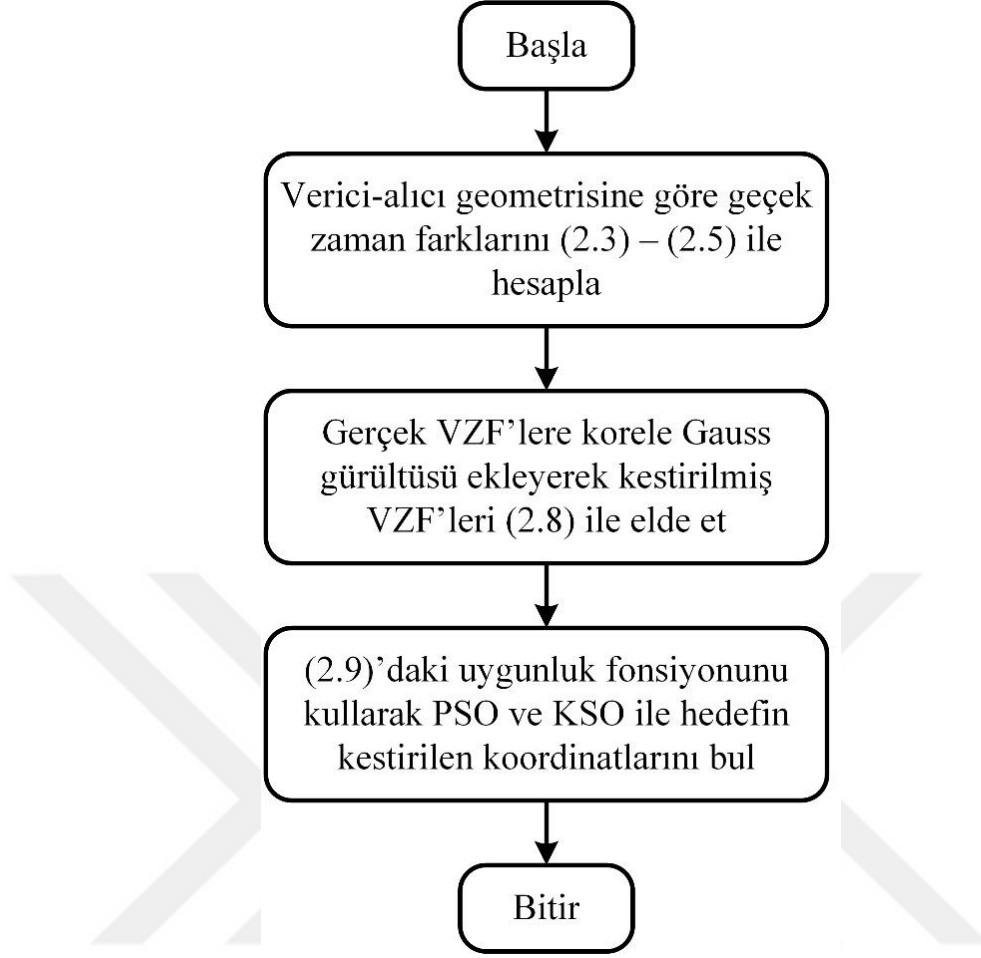 Başla
Verici-alıcı geometrisine göre geçek
zaman farklarını (2.3) – (2.5) ile
hesapla
Gerçek VZF’lere korele Gauss
gürültüsü ekleyerek kestirilmiş
VZF’leri (2.8) ile elde et
(2.9)’daki uygunluk fonsiyonunu
kullarak PSO ve KSO ile hedefin
kestirilen koordinatlarını bul
Bitir